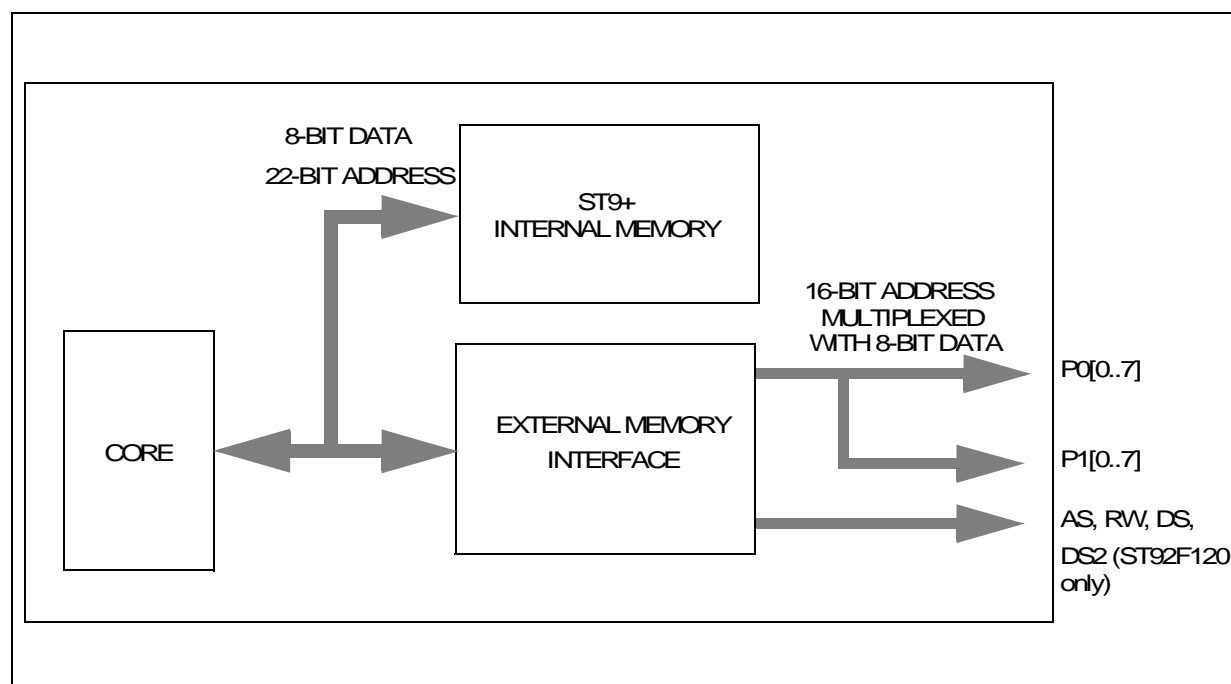 8-BIT DATA
22-BIT ADDRESS
ST9+
INTERNAL MEMORY
16-BIT ADDRESS
MULTIPLEXED
WITH 8-BIT DATA
P0[0..7]
CORE
EXTERNAL MEMORY
INTERFACE
P1[0..7]
AS, RW, DS,
DS2 (ST92F120
only)